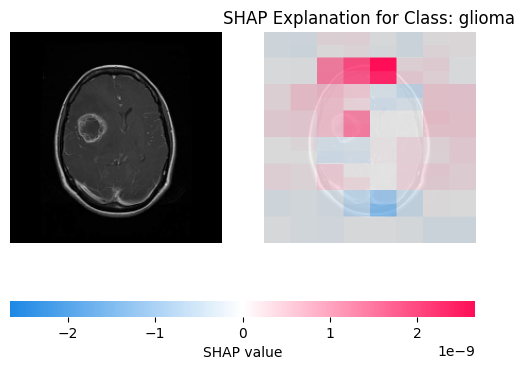 SHAP Explanation for Class: glioma
−2 −1 0 1 2
1e−9
SHAP value